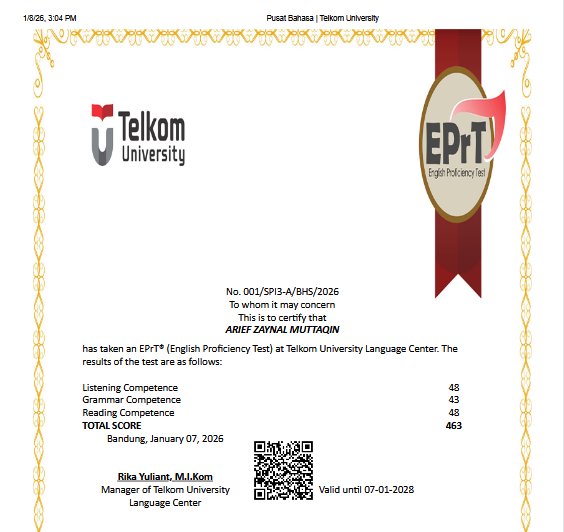 1/8/26, 3:04 PM
Pusat Bahasa | Telkom University
Telkom
University
EPrT
English Proficiency Test
No. 001/SPI3-A/BHS/2026
To whom it may concern
This is to certify that
ARIEF ZAYNAL MUTTAQIN
has taken an EPrT® (English Proficiency Test) at Telkom University Language Center. The
results of the test are as follows:
Listening Competence 48
Grammar Competence 43
Reading Competence 48
TOTAL SCORE 463
Bandung, January 07, 2026
Rika Yuliant, M.I.Kom
Manager of Telkom University
Language Center
Valid until 07-01-2028